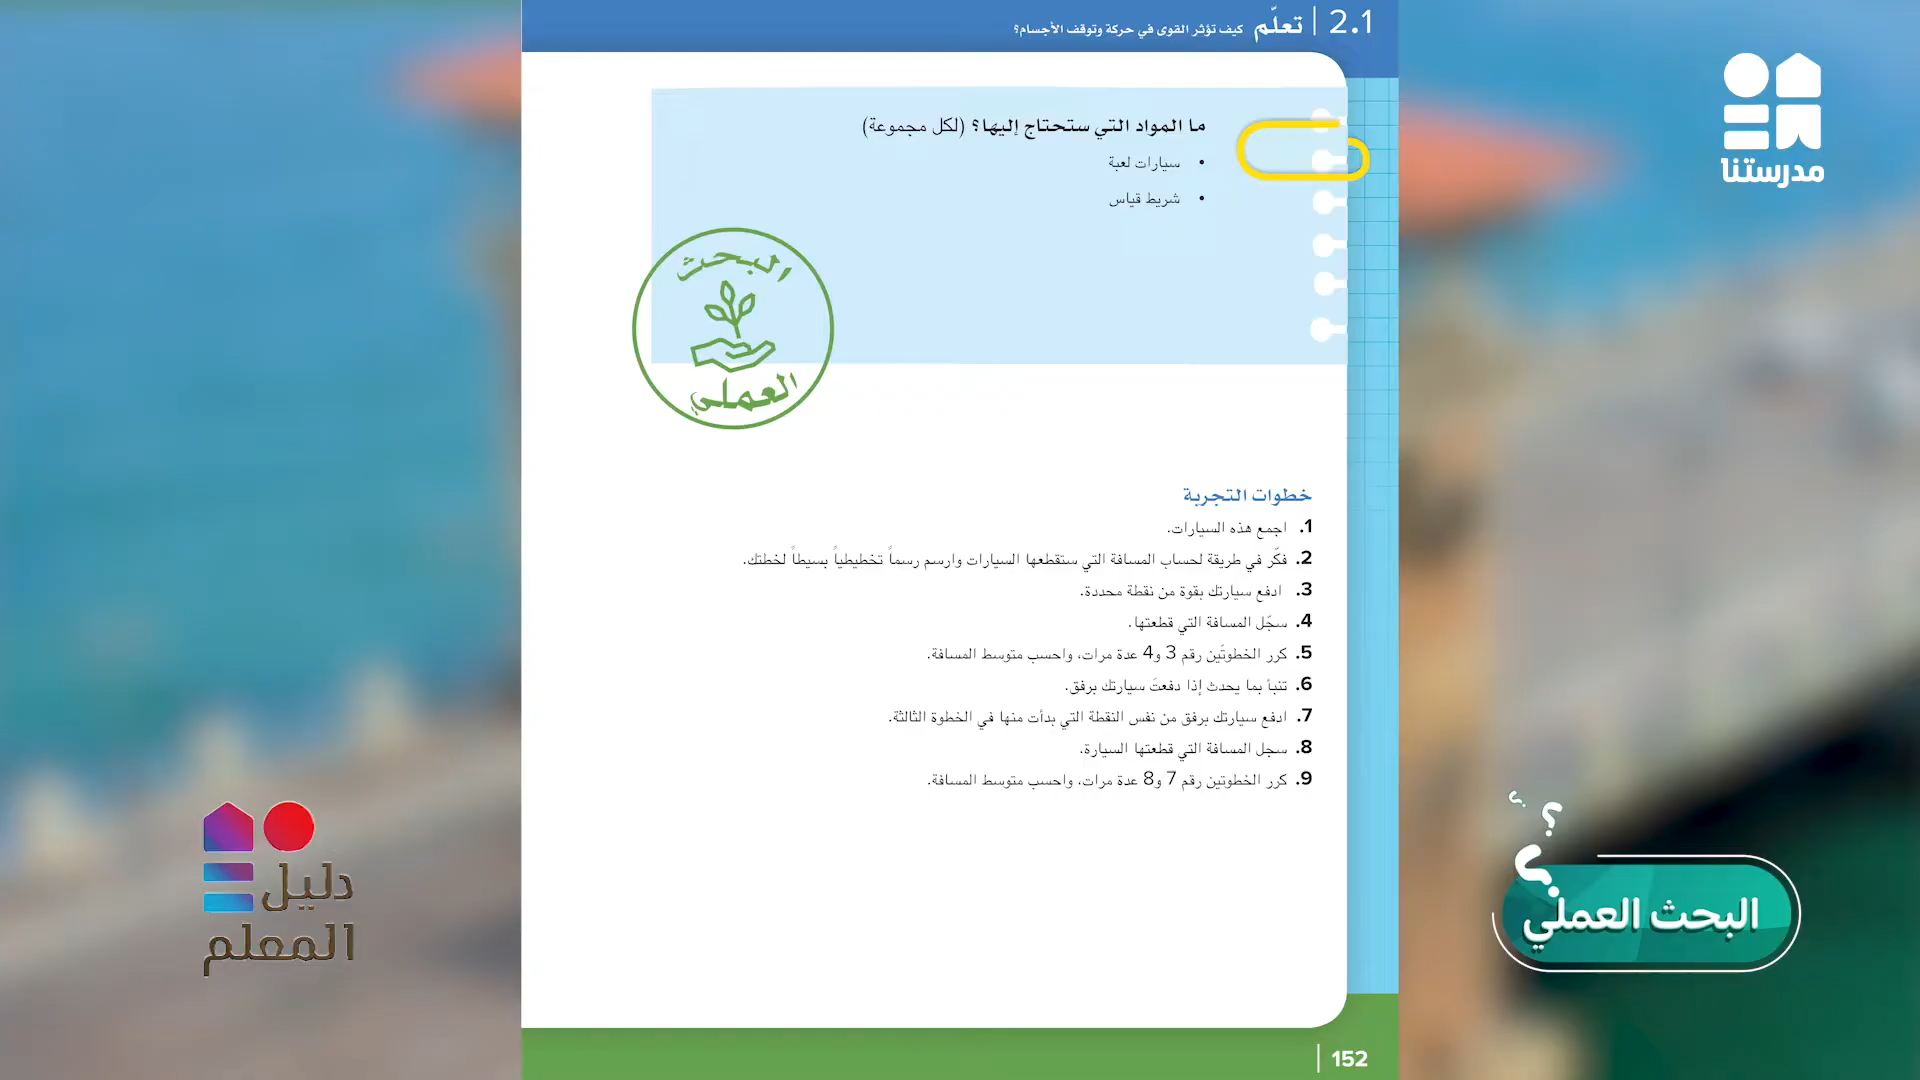 2.1 | تعلّم كيف تؤثر القوى في حركة وتوقف الأجسام؟
مدرستنا
ما المواد التي ستحتاج إليها؟ (لكل مجموعة)
• سيارات لعبة
• شريط قياس
البحث
العملي
خطوات التجربة
1. اجمع هذه السيارات.
2. فكّر في طريقة لحساب المسافة التي ستقطعها السيارات وارسم رسماً تخطيطياً بسيطاً لخطتك.
3. ادفع سيارتك بقوة من نقطة محددة.
4. سجّل المسافة التي قطعتها.
5. كرر الخطوتَين رقم 3 و4 عدة مرات، واحسب متوسط المسافة.
6. تنبأ بما يحدث إذا دفعتَ سيارتك برفق.
7. ادفع سيارتك برفق من نفس النقطة التي بدأت منها في الخطوة الثالثة.
8. سجل المسافة التي قطعتها السيارة.
9. كرر الخطوتين رقم 7 و8 عدة مرات، واحسب متوسط المسافة.
دليل
المعلم
البحث العملي
152